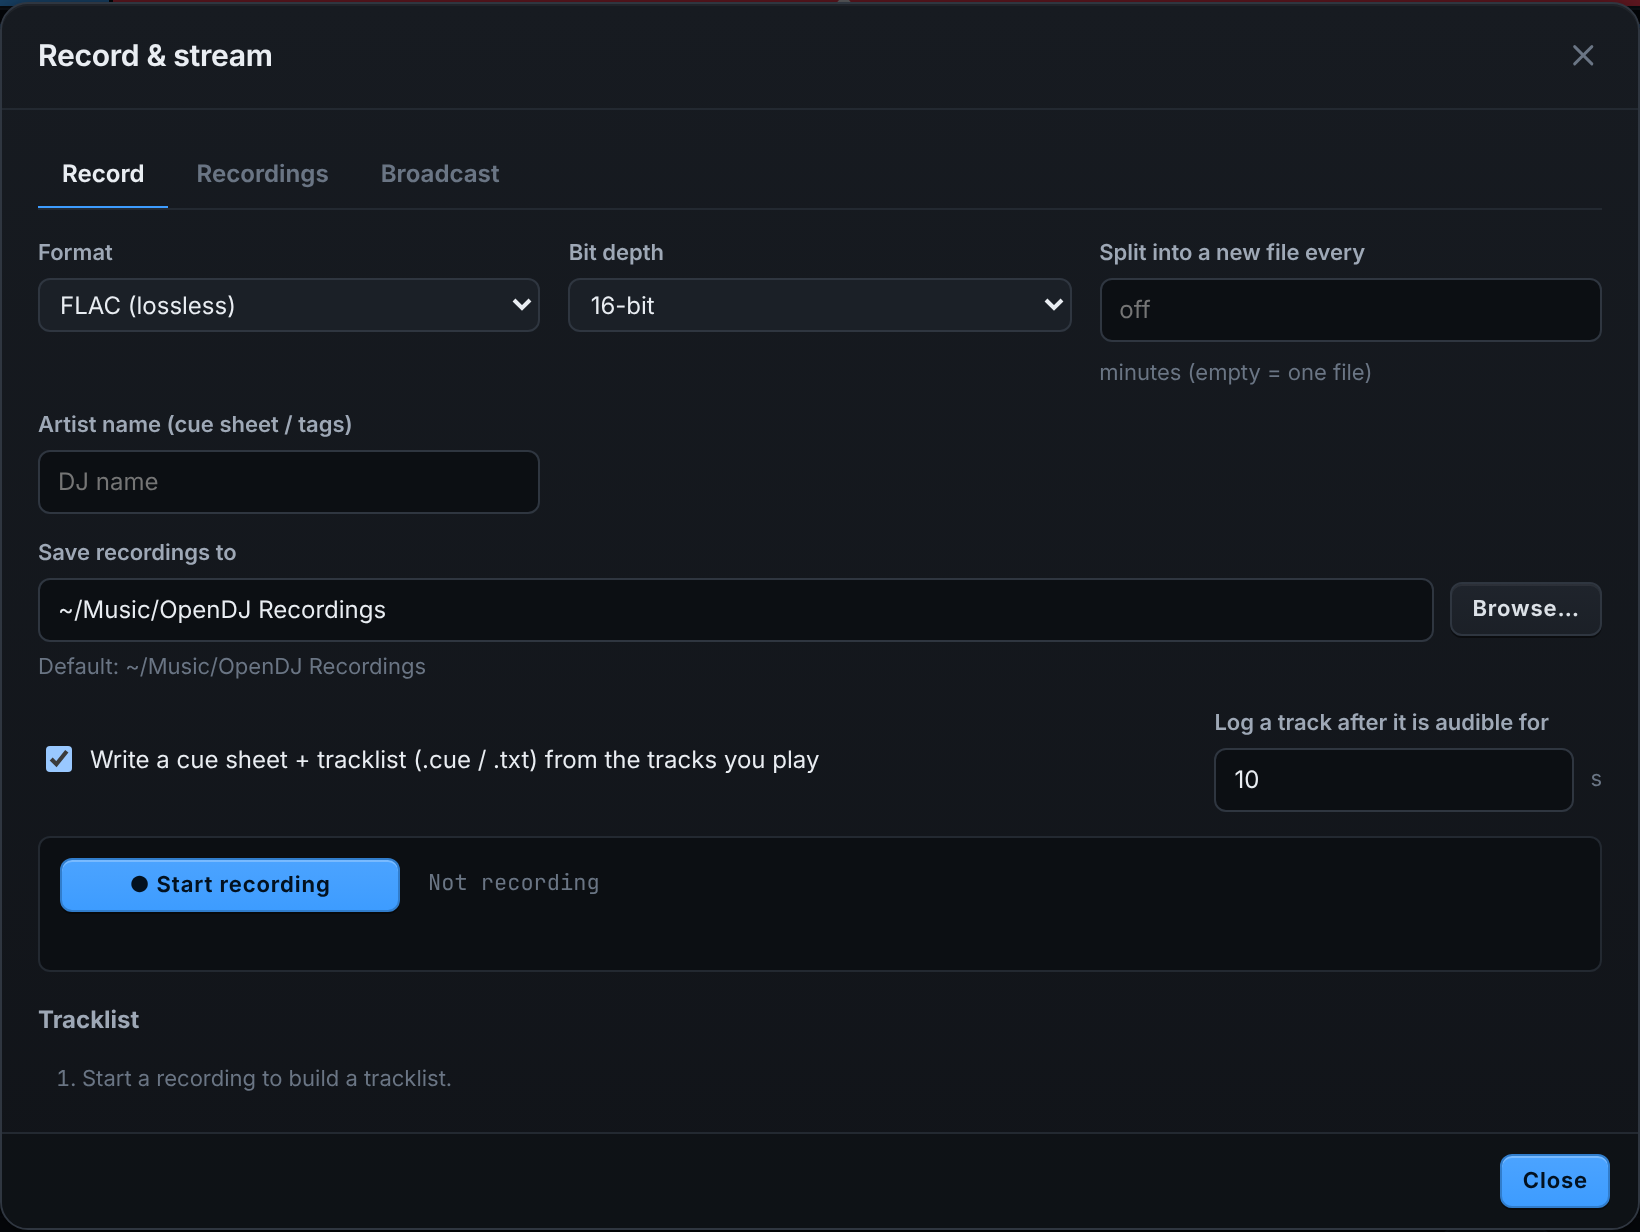 Record & stream
Record Recordings Broadcast
Format Bit depth Split into a new file every
FLAC (lossless) 16-bit off
minutes (empty = one file)
Artist name (cue sheet / tags)
DJ name
Save recordings to
~/Music/OpenDJ Recordings Browse...
Default: ~/Music/OpenDJ Recordings
Log a track after it is audible for
Write a cue sheet + tracklist (.cue / .txt) from the tracks you play 10 s
Start recording Not recording
Tracklist
1. Start a recording to build a tracklist.
Close